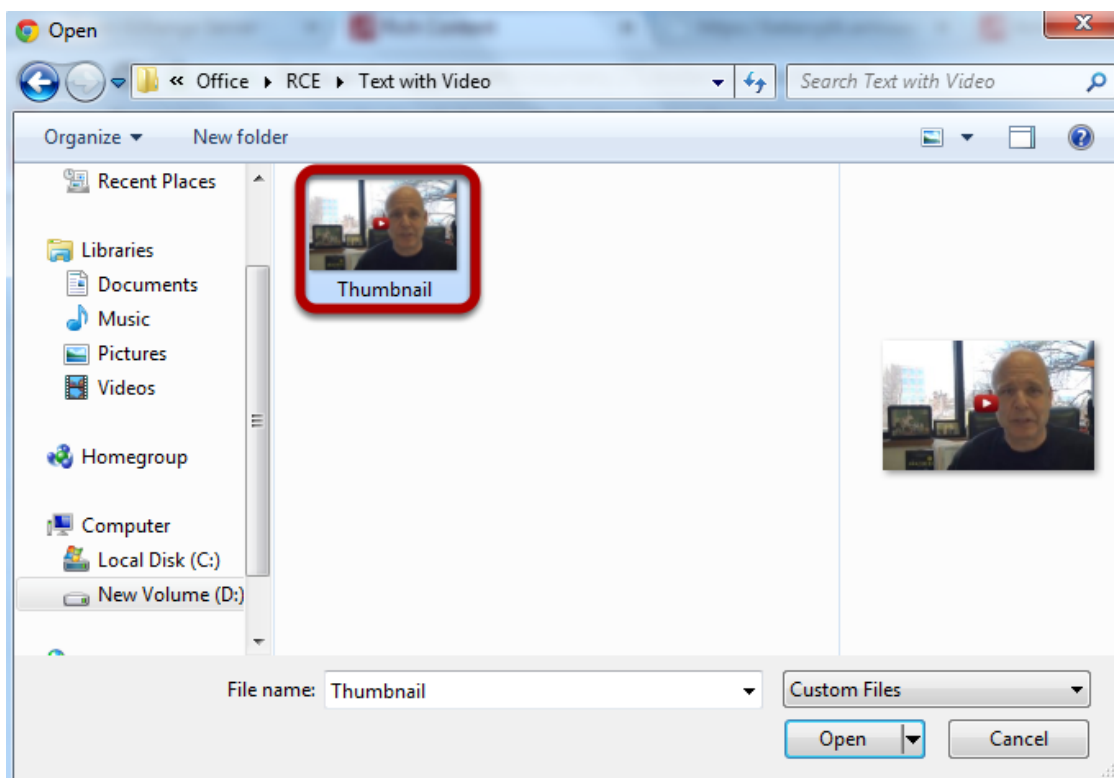 Open
« Office ▸ RCE ▸ Text with Video
Search Text with Video
Organize
New folder
Recent Places
Libraries
Documents
Music
Pictures
Videos
Homegroup
Computer
Local Disk (C:)
New Volume (D:)
Thumbnail
File name: Thumbnail
Custom Files
Open
Cancel